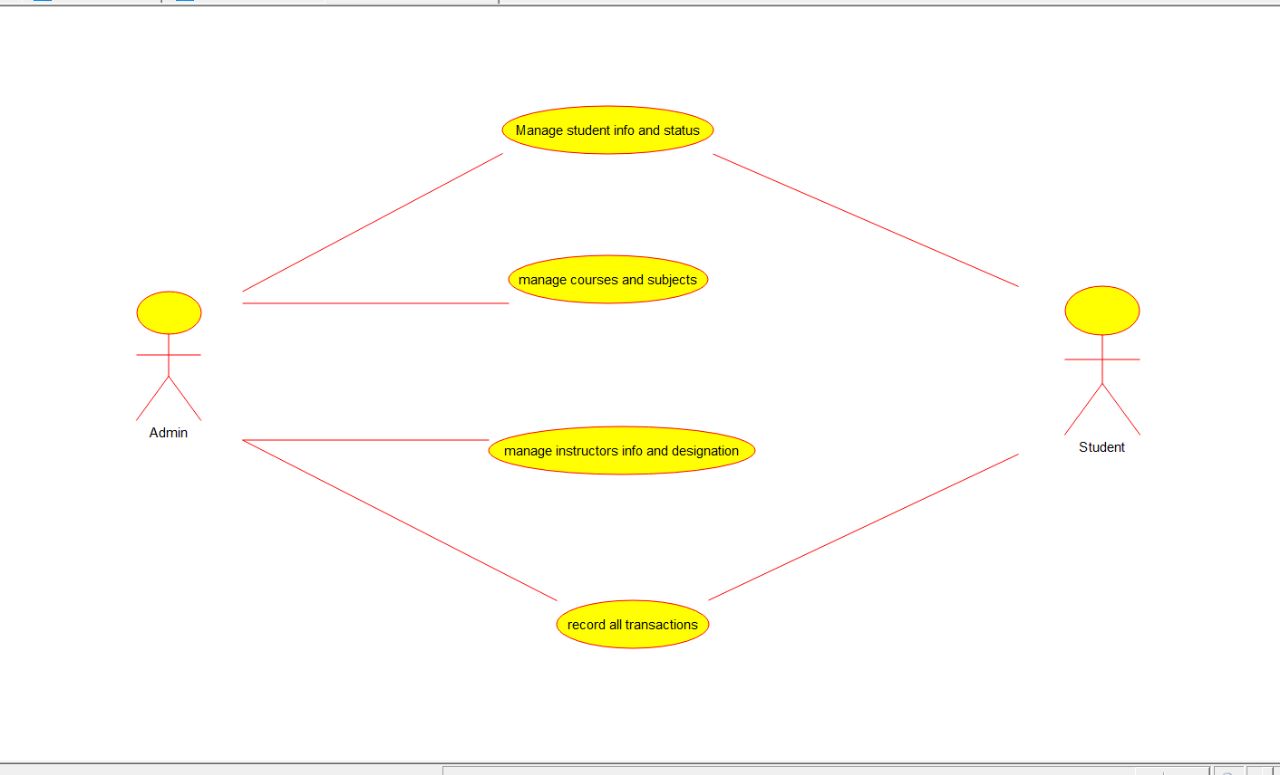 Manage student info and status
manage courses and subjects
Admin
manage instructors info and designation
Student
record all transactions